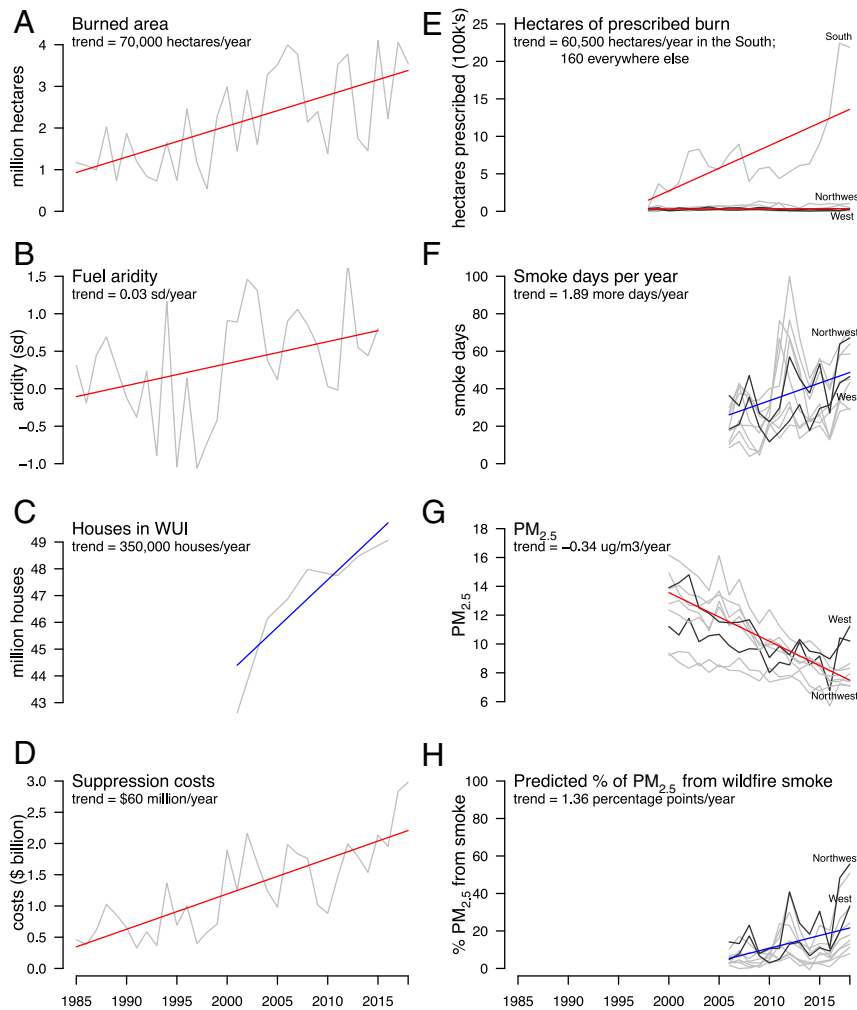 A
Burned area
trend = 70,000 hectares/year
million hectares
4
3
2
1
0
B
Fuel aridity
trend = 0.03 sd/year
aridity (sd)
1.5
1.0
0.5
0.0
−0.5
−1.0
C
Houses in WUI
trend = 350,000 houses/year
million houses
49
48
47
46
45
44
43
D
Suppression costs
trend = $60 million/year
costs ($ billion)
3.0
2.5
2.0
1.5
1.0
0.5
0.0
1985 1990 1995 2000 2005 2010 2015
E
Hectares of prescribed burn
trend = 60,500 hectares/year in the South;
160 everywhere else
hectares prescribed (100k's)
25
20
15
10
5
0
South
Northwest
West
F
Smoke days per year
trend = 1.89 more days/year
smoke days
100
80
60
40
20
0
Northwest
West
G
PM2.5
trend = −0.34 ug/m3/year
PM2.5
18
16
14
12
10
8
6
West
Northwest
H
Predicted % of PM2.5 from wildfire smoke
trend = 1.36 percentage points/year
% PM2.5 from smoke
100
80
60
40
20
0
Northwest
West
1985 1990 1995 2000 2005 2010 2015